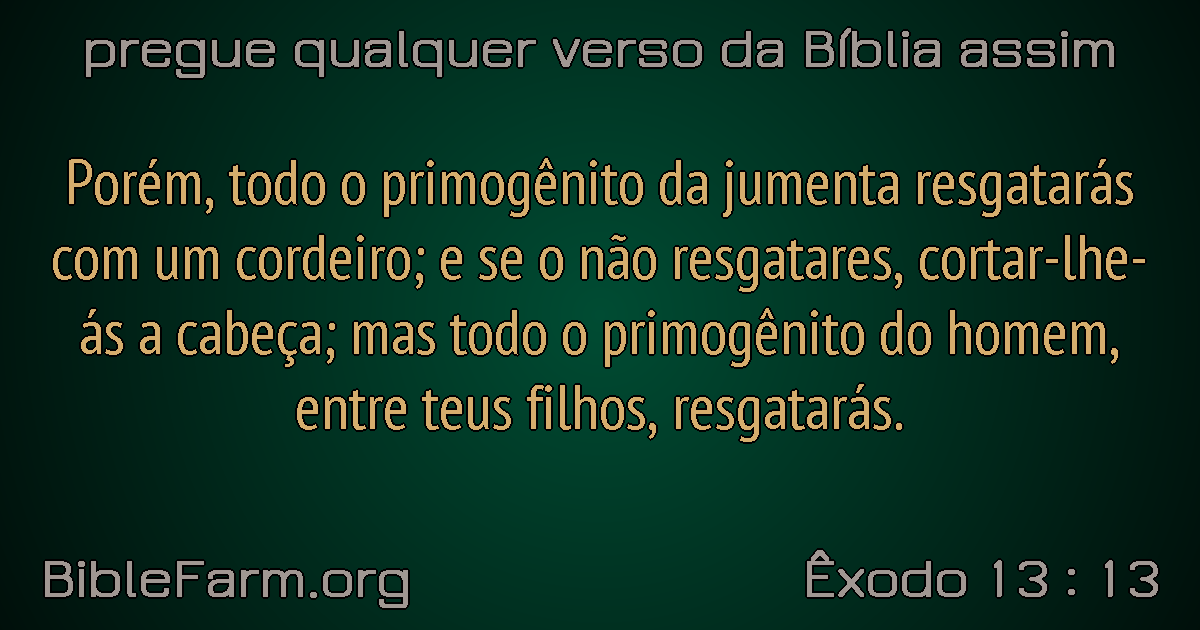 pregue qualquer verso da Bíblia assim
Porém, todo o primogênito da jumenta resgatarás
com um cordeiro; e se o não resgatares, cortar-lhe-
ás a cabeça; mas todo o primogênito do homem,
entre teus filhos, resgatarás.
BibleFarm.org
Êxodo 13 : 13